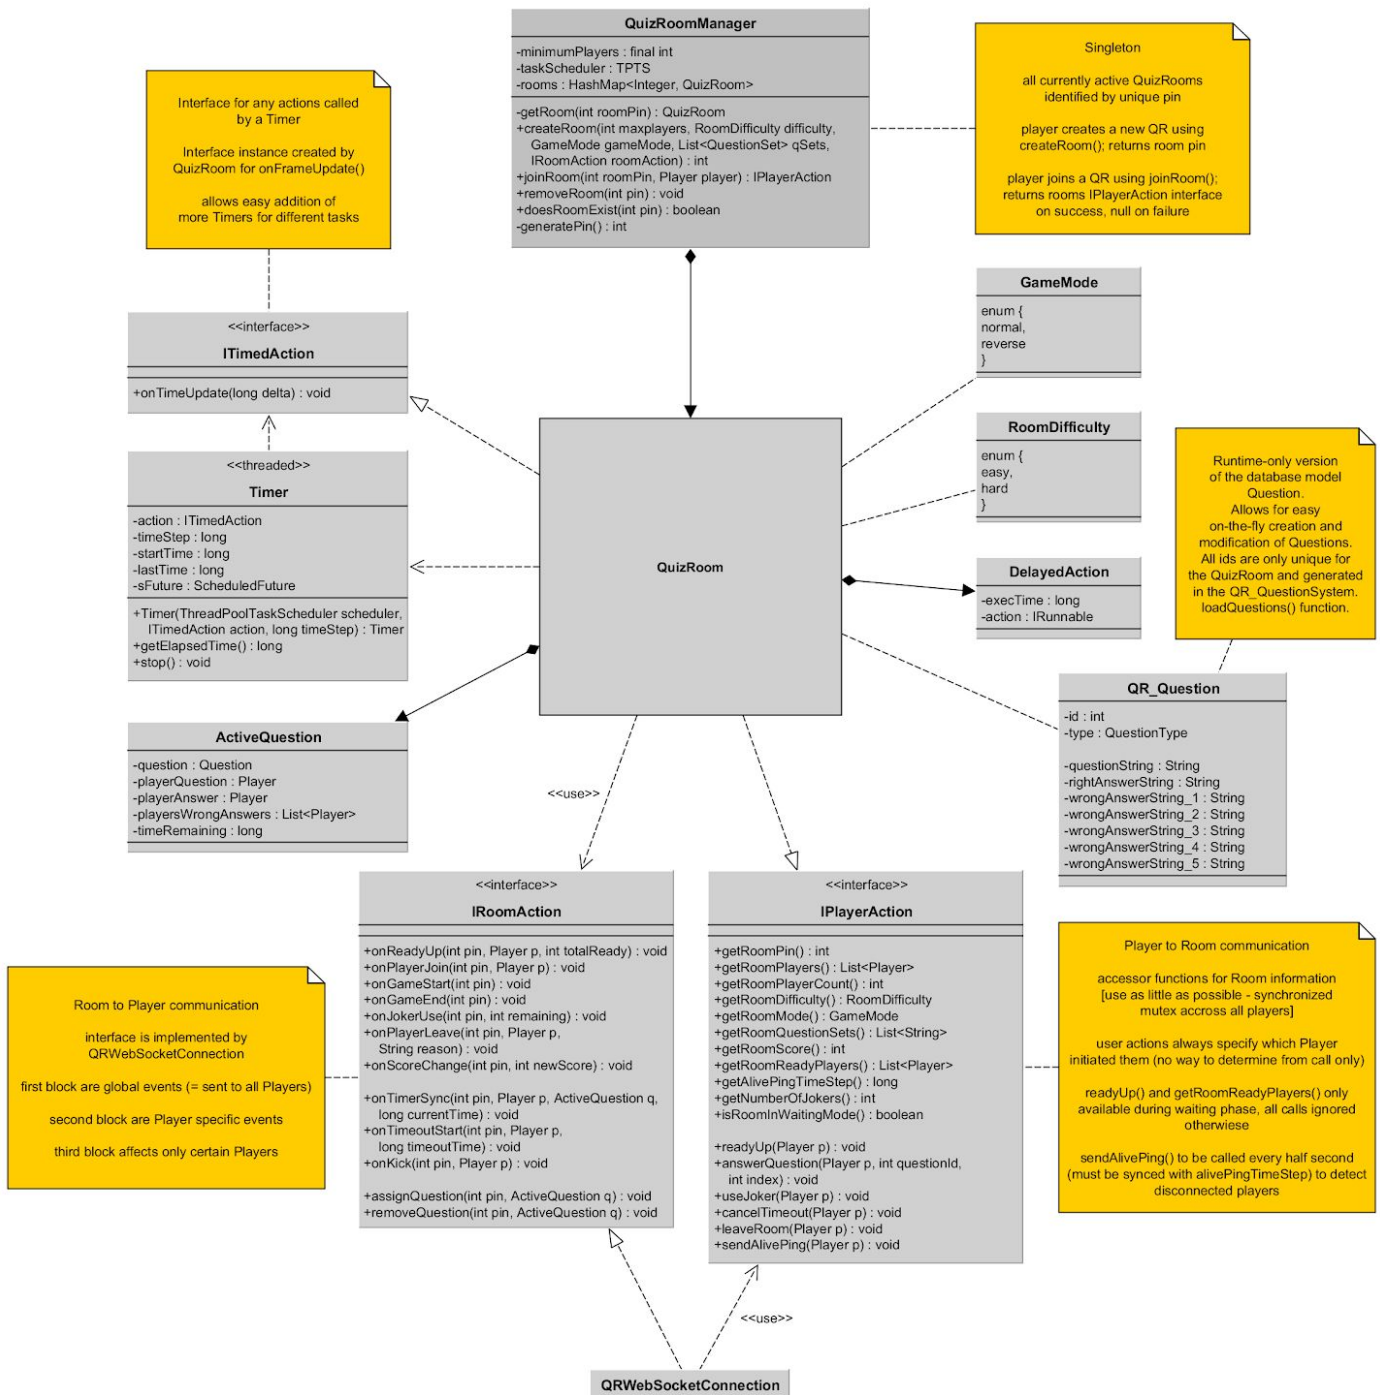 QuizRoomManager
-minimumPlayers : final int
-taskScheduler : TPTS
-rooms : HashMap<Integer, QuizRoom>
-getRoom(int roomPin) : QuizRoom
+createRoom(int maxplayers, RoomDifficulty difficulty,
GameMode gameMode, List<QuestionSet> qSets,
IRoomAction roomAction) : int
+joinRoom(int roomPin, Player player) : IPlayerAction
+removeRoom(int pin) : void
+doesRoomExist(int pin) : boolean
-generatePin() : int
Singleton
all currently active QuizRooms
identified by unique pin
player creates a new QR using
createRoom(); returns room pin
player joins a QR using joinRoom();
returns rooms IPlayerAction interface
on success, null on failure
Interface for any actions called
by a Timer
Interface instance created by
QuizRoom for onFrameUpdate()
allows easy addition of
more Timers for different tasks
<<interface>>
ITimedAction
+onTimeUpdate(long delta) : void
GameMode
enum {
normal,
reverse
}
RoomDifficulty
enum {
easy,
hard
}
<<threaded>>
Timer
-action : ITimedAction
-timeStep : long
-startTime : long
-lastTime : long
-sFuture : ScheduledFuture
+Timer(ThreadPoolTaskScheduler scheduler,
ITimedAction action, long timeStep) : Timer
+getElapsedTime() : long
+stop() : void
QuizRoom
DelayedAction
-execTime : long
-action : IRunnable
Runtime-only version
of the database model
Question.
Allows for easy
on-the-fly creation and
modification of Questions.
All ids are only unique for
the QuizRoom and generated
in the QR_QuestionSystem.
loadQuestions() function.
QR_Question
-id : int
-type : QuestionType
-questionString : String
-rightAnswerString : String
-wrongAnswerString_1 : String
-wrongAnswerString_2 : String
-wrongAnswerString_3 : String
-wrongAnswerString_4 : String
-wrongAnswerString_5 : String
ActiveQuestion
-question : Question
-playerQuestion : Player
-playerAnswer : Player
-playersWrongAnswers : List<Player>
-timeRemaining : long
<<use>>
<<interface>>
IRoomAction
+onReadyUp(int pin, Player p, int totalReady) : void
+onPlayerJoin(int pin, Player p) : void
+onGameStart(int pin) : void
+onGameEnd(int pin) : void
+onJokerUse(int pin, int remaining) : void
+onPlayerLeave(int pin, Player p,
String reason) : void
+onScoreChange(int pin, int newScore) : void
+onTimerSync(int pin, Player p, ActiveQuestion q,
long currentTime) : void
+onTimeoutStart(int pin, Player p,
long timeoutTime) : void
+onKick(int pin, Player p) : void
+assignQuestion(int pin, ActiveQuestion q) : void
+removeQuestion(int pin, ActiveQuestion q) : void
<<interface>>
IPlayerAction
+getRoomPin() : int
+getRoomPlayers() : List<Player>
+getRoomPlayerCount() : int
+getRoomDifficulty() : RoomDifficulty
+getRoomMode() : GameMode
+getRoomQuestionSets() : List<String>
+getRoomScore() : int
+getRoomReadyPlayers() : List<Player>
+getAlivePingTimeStep() : long
+getNumberOfJokers() : int
+isRoomInWaitingMode() : boolean
+readyUp(Player p) : void
+answerQuestion(Player p, int questionId,
int index) : void
+useJoker(Player p) : void
+cancelTimeout(Player p) : void
+leaveRoom(Player p) : void
+sendAlivePing(Player p) : void
Room to Player communication
interface is implemented by
QRWebSocketConnection
first block are global events (= sent to all Players)
second block are Player specific events
third block affects only certain Players
Player to Room communication
accessor functions for Room information
[use as little as possible - synchronized
mutex accross all players]
user actions always specify which Player
initiated them (no way to determine from call only)
readyUp() and getRoomReadyPlayers() only
available during waiting phase, all calls ignored
otherwiese
sendAlivePing() to be called every half second
(must be synced with alivePingTimeStep) to detect
disconnected players
<<use>>
QRWebSocketConnection